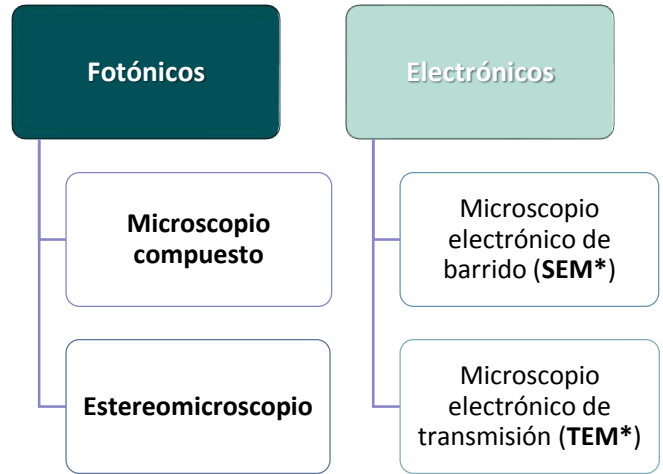 Fotónicos
Microscopio
compuesto
Estereomicroscopio
Electrónicos
Microscopio
electrónico de
barrido (SEM*)
Microscopio
electrónico de
transmisión (TEM*)